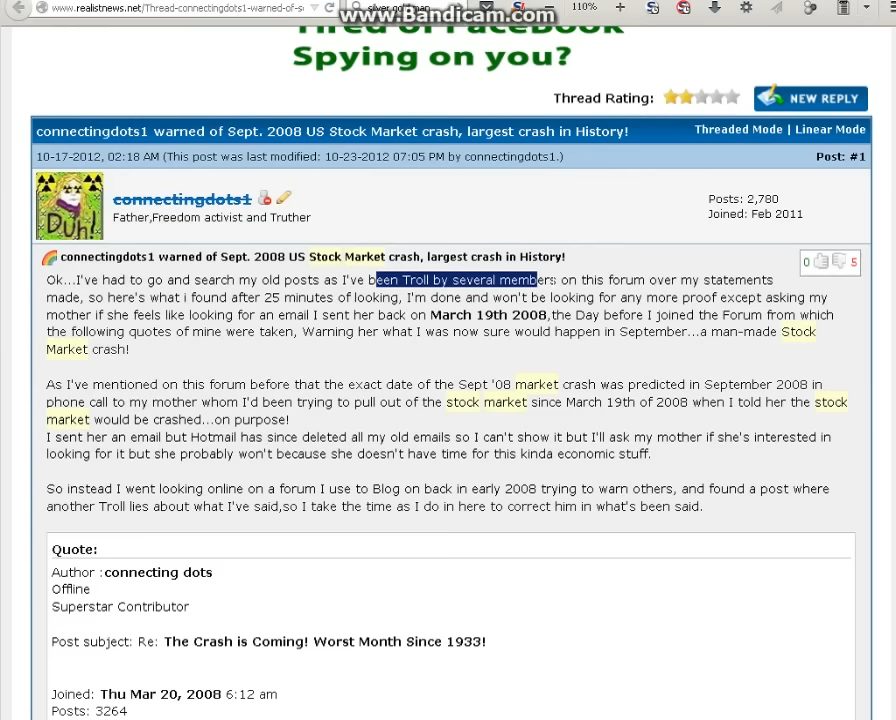 www.realistnews.net/Thread-connectingdots1-warned-of-s
silver gold man
110%
www.Bandicam.com
Tired of FaceBook
Spying on you?
Thread Rating:
NEW REPLY
connectingdots1 warned of Sept. 2008 US Stock Market crash, largest crash in History!
Threaded Mode | Linear Mode
10-17-2012, 02:18 AM (This post was last modified: 10-23-2012 07:05 PM by connectingdots1.)
Post: #1
Duh!
connectingdots1
Father,Freedom activist and Truther
Posts: 2,780
Joined: Feb 2011
connectingdots1 warned of Sept. 2008 US Stock Market crash, largest crash in History!
0 5
Ok...I've had to go and search my old posts as I've been Troll by several members on this forum over my statements
made, so here's what i found after 25 minutes of looking, I'm done and won't be looking for any more proof except asking my
mother if she feels like looking for an email I sent her back on March 19th 2008,the Day before I joined the Forum from which
the following quotes of mine were taken, Warning her what I was now sure would happen in September...a man-made Stock
Market crash!
As I've mentioned on this forum before that the exact date of the Sept '08 market crash was predicted in September 2008 in
phone call to my mother whom I'd been trying to pull out of the stock market since March 19th of 2008 when I told her the stock
market would be crashed...on purpose!
I sent her an email but Hotmail has since deleted all my old emails so I can't show it but I'll ask my mother if she's interested in
looking for it but she probably won't because she doesn't have time for this kinda economic stuff.
So instead I went looking online on a forum I use to Blog on back in early 2008 trying to warn others, and found a post where
another Troll lies about what I've said,so I take the time as I do in here to correct him in what's been said.
Quote:
Author :connecting dots
Offline
Superstar Contributor
Post subject: Re: The Crash is Coming! Worst Month Since 1933!
Joined: Thu Mar 20, 2008 6:12 am
Posts: 3264